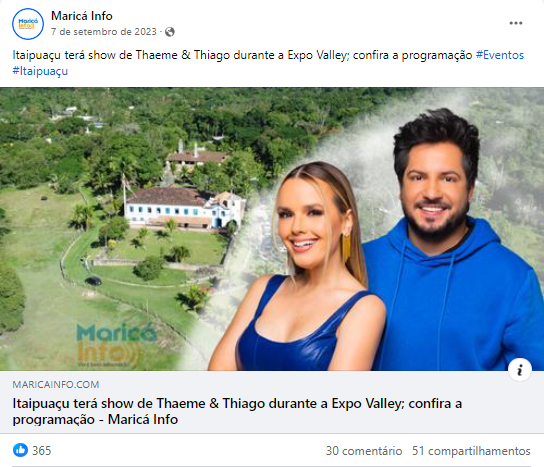 Maricá Info
7 de setembro de 2023 ·
Itaipuaçu terá show de Thaeme & Thiago durante a Expo Valley; confira a programação #Eventos
#Itaipuaçu
Maricá
Info
MARICAINFO.COM
Itaipuaçu terá show de Thaeme & Thiago durante a Expo Valley; confira a
programação - Maricá Info
365
30 comentário 51 compartilhamentos